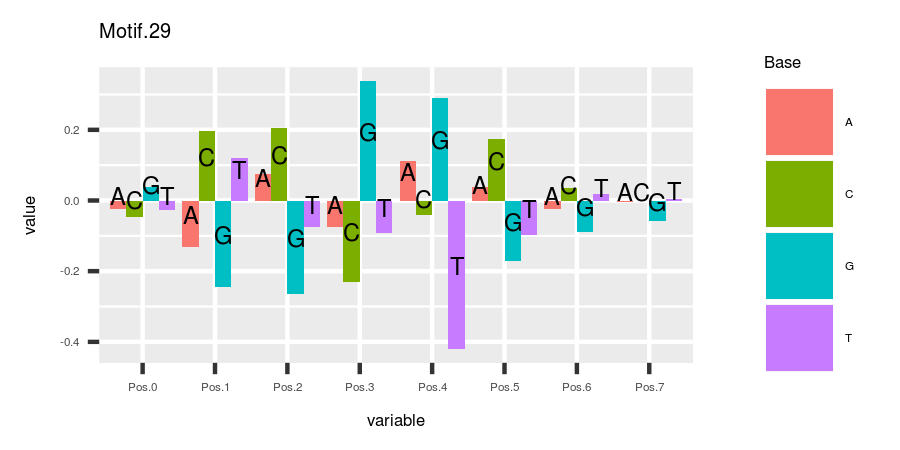 Motif.29
value
0.2
0.0
-0.2
-0.4
A C G T A C G T A C G T A C G T A C G T A C G T A C G T A C G T
Pos.0 Pos.1 Pos.2 Pos.3 Pos.4 Pos.5 Pos.6 Pos.7
variable
Base
A
C
G
T